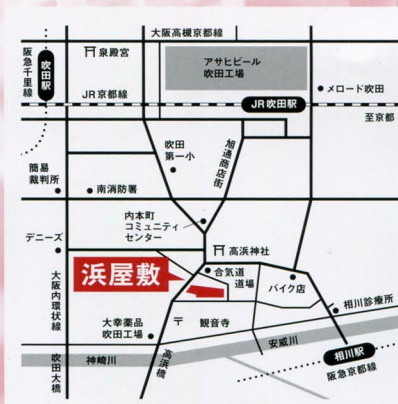 大阪高槻京都線
阪急千里線
吹田駅
泉殿宮
アサヒビール
吹田工場
JR京都線
JR吹田駅
メロード吹田
至京都
吹田
第一小
旭通商店街
簡易
裁判所
南消防署
内本町
コミュニティ
センター
デニーズ
高浜神社
浜屋敷
合気道
道場
バイク店
大阪内環状線
相川診療所
大幸薬品
吹田工場
〒
観音寺
安威川
相川駅
阪急京都線
神崎川
高浜橋
吹田大橋